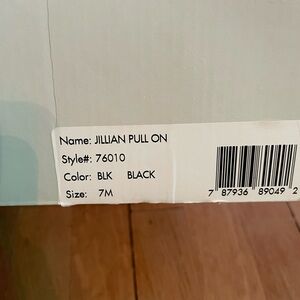 Name: JILLIAN PULL ON
Style#: 76010
Color: BLK BLACK
Size: 7M
7 87936 89049 2